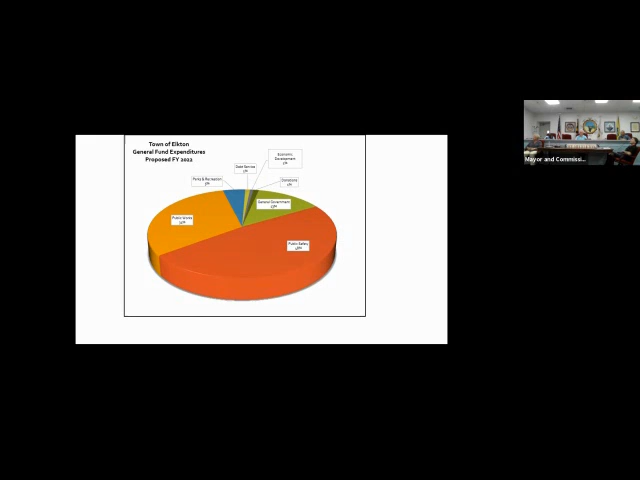 Town of Elkton
General Fund Expenditures
Proposed FY 2022
Economic
Development
Debt Service
Parks & Recreation
Donations
General Government
Public Works
Public Safety
Mayor and Commissi...